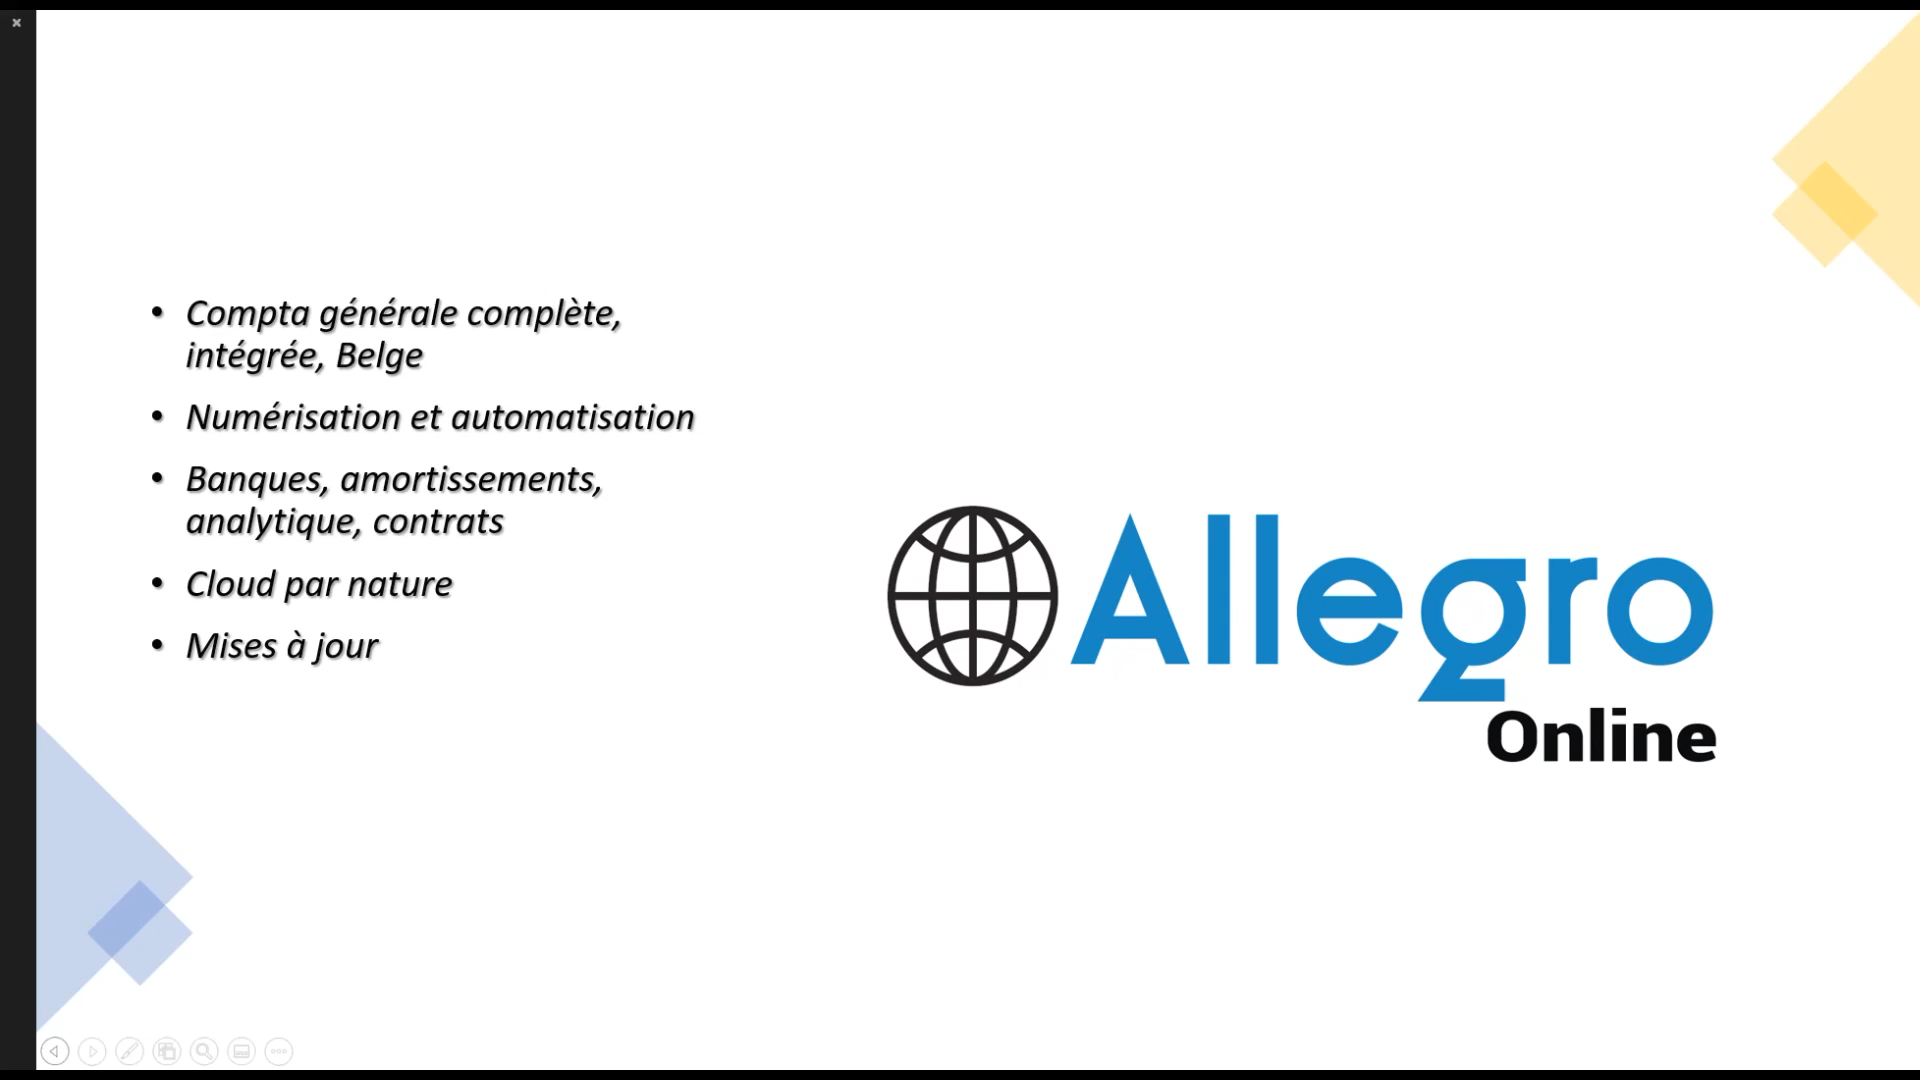 • Compta générale complète,
intégrée, Belge
• Numérisation et automatisation
• Banques, amortissements,
analytique, contrats
• Cloud par nature
• Mises à jour
Allegro
Online